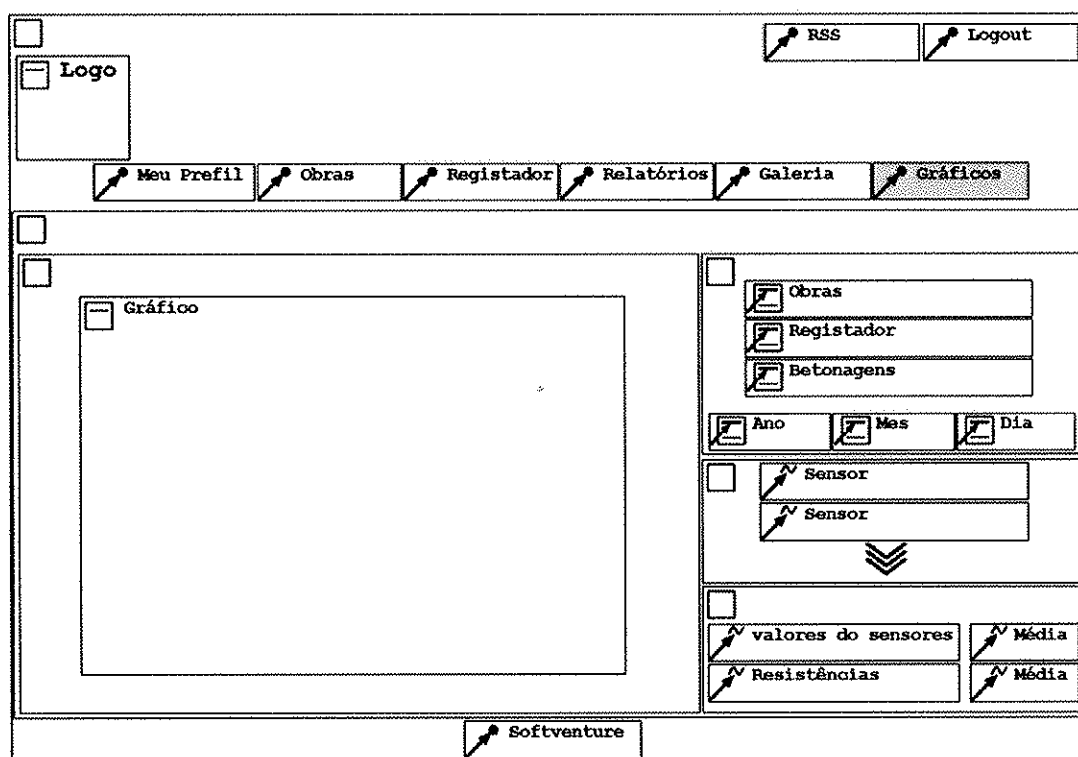 RSS
Logout
Logo
Meu Prefil
Obras
Registador
Relatórios
Galeria
Gráficos
Gráfico
Obras
Registador
Betonagens
Ano
Mes
Dia
Sensor
Sensor
valores do sensores
Média
Resistências
Média
Softventure